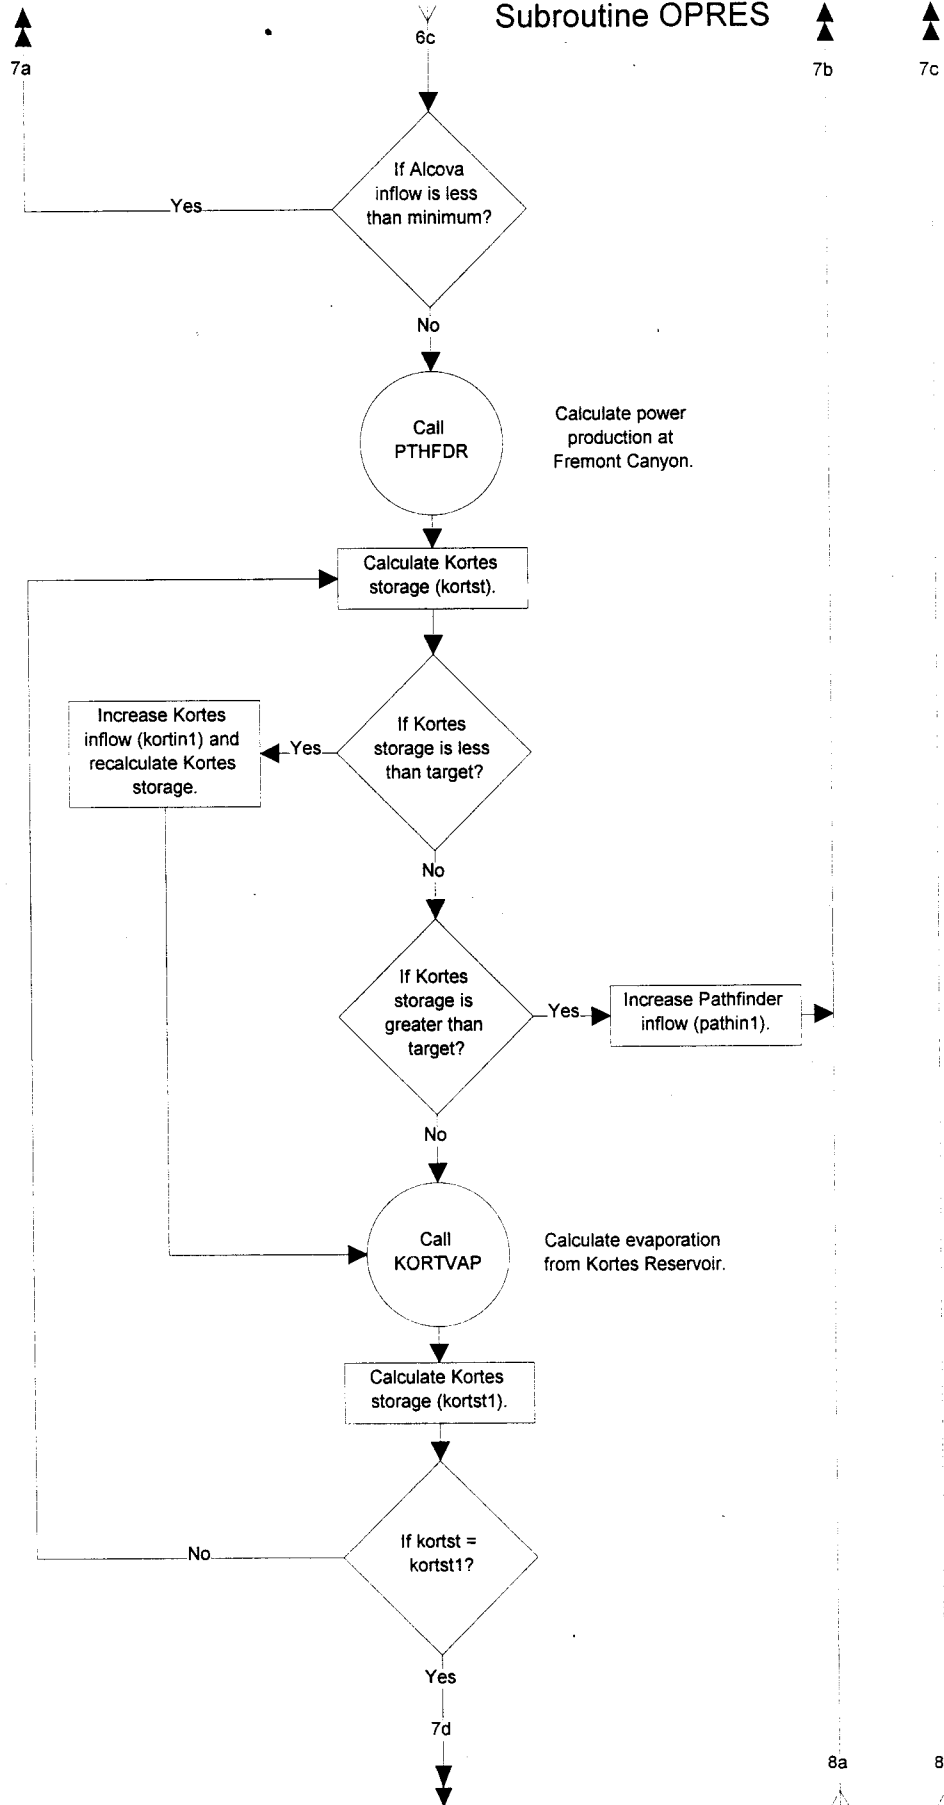 Subroutine OPRES
6c
7a
7b
7c
If Alcova
inflow is less
than minimum?
Yes
No
Call
PTHFDR
Calculate power
production at
Fremont Canyon.
Calculate Kortes
storage (kortst).
Increase Kortes
inflow (kortin1) and
recalculate Kortes
storage.
Yes
If Kortes
storage is less
than target?
No
If Kortes
storage is
greater than
target?
Yes
Increase Pathfinder
inflow (pathin1).
No
Call
KORTVAP
Calculate evaporation
from Kortes Reservoir.
Calculate Kortes
storage (kortst1).
No
If kortst =
kortst1?
Yes
7d
8a
8